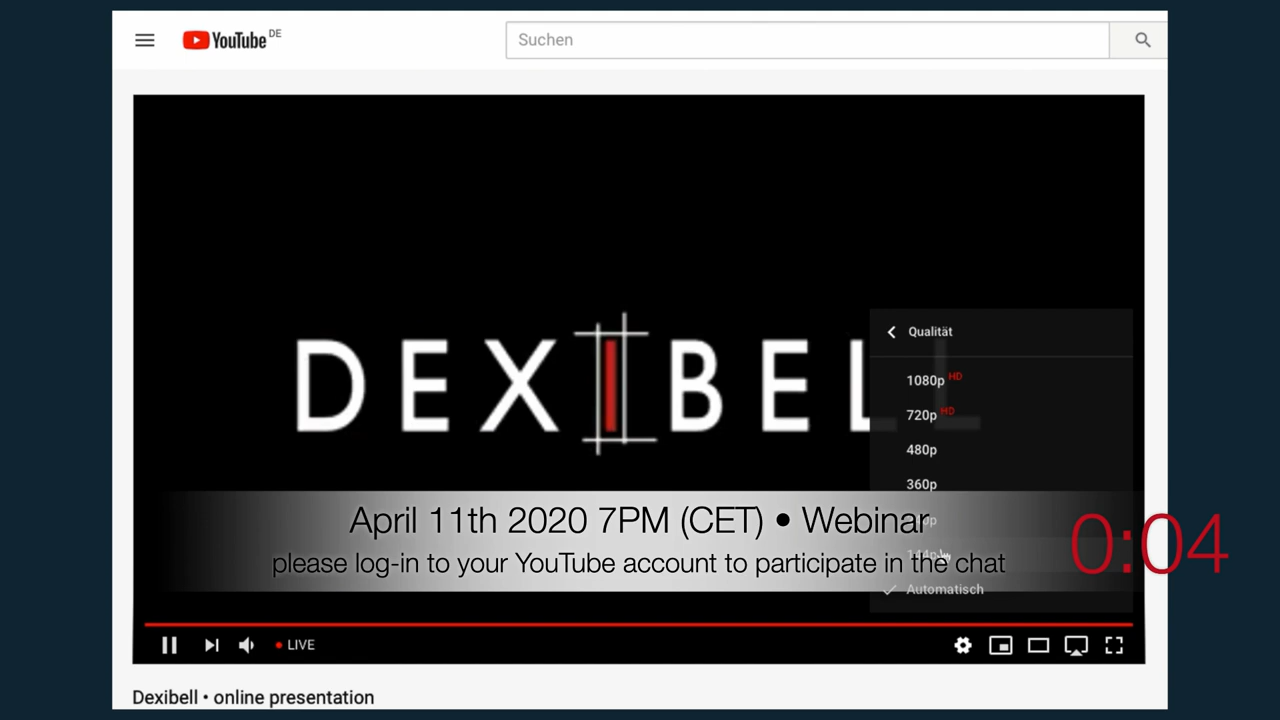 YouTube DE
Suchen
DEXIBELL
Qualität
1080p HD
720p HD
480p
360p
April 11th 2020 7PM (CET) • Webinar
please log-in to your YouTube account to participate in the chat
0:04
Automatisch
LIVE
Dexibell • online presentation